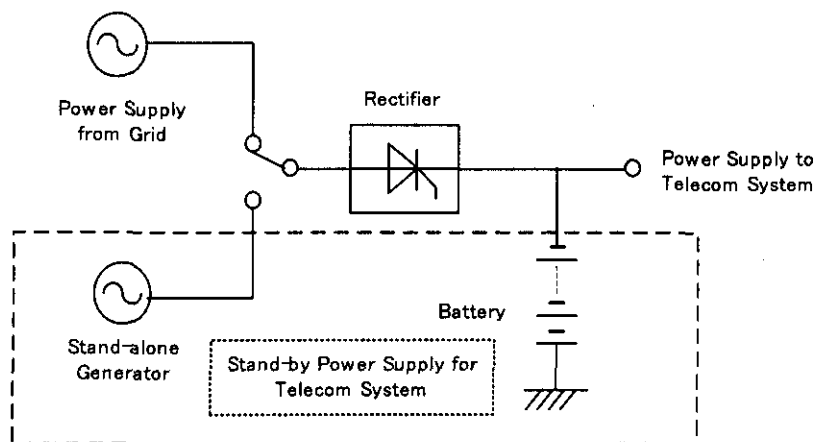 Power Supply
from Grid
Rectifier
Power Supply to
Telecom System
Stand-alone
Generator
Battery
Stand-by Power Supply for
Telecom System